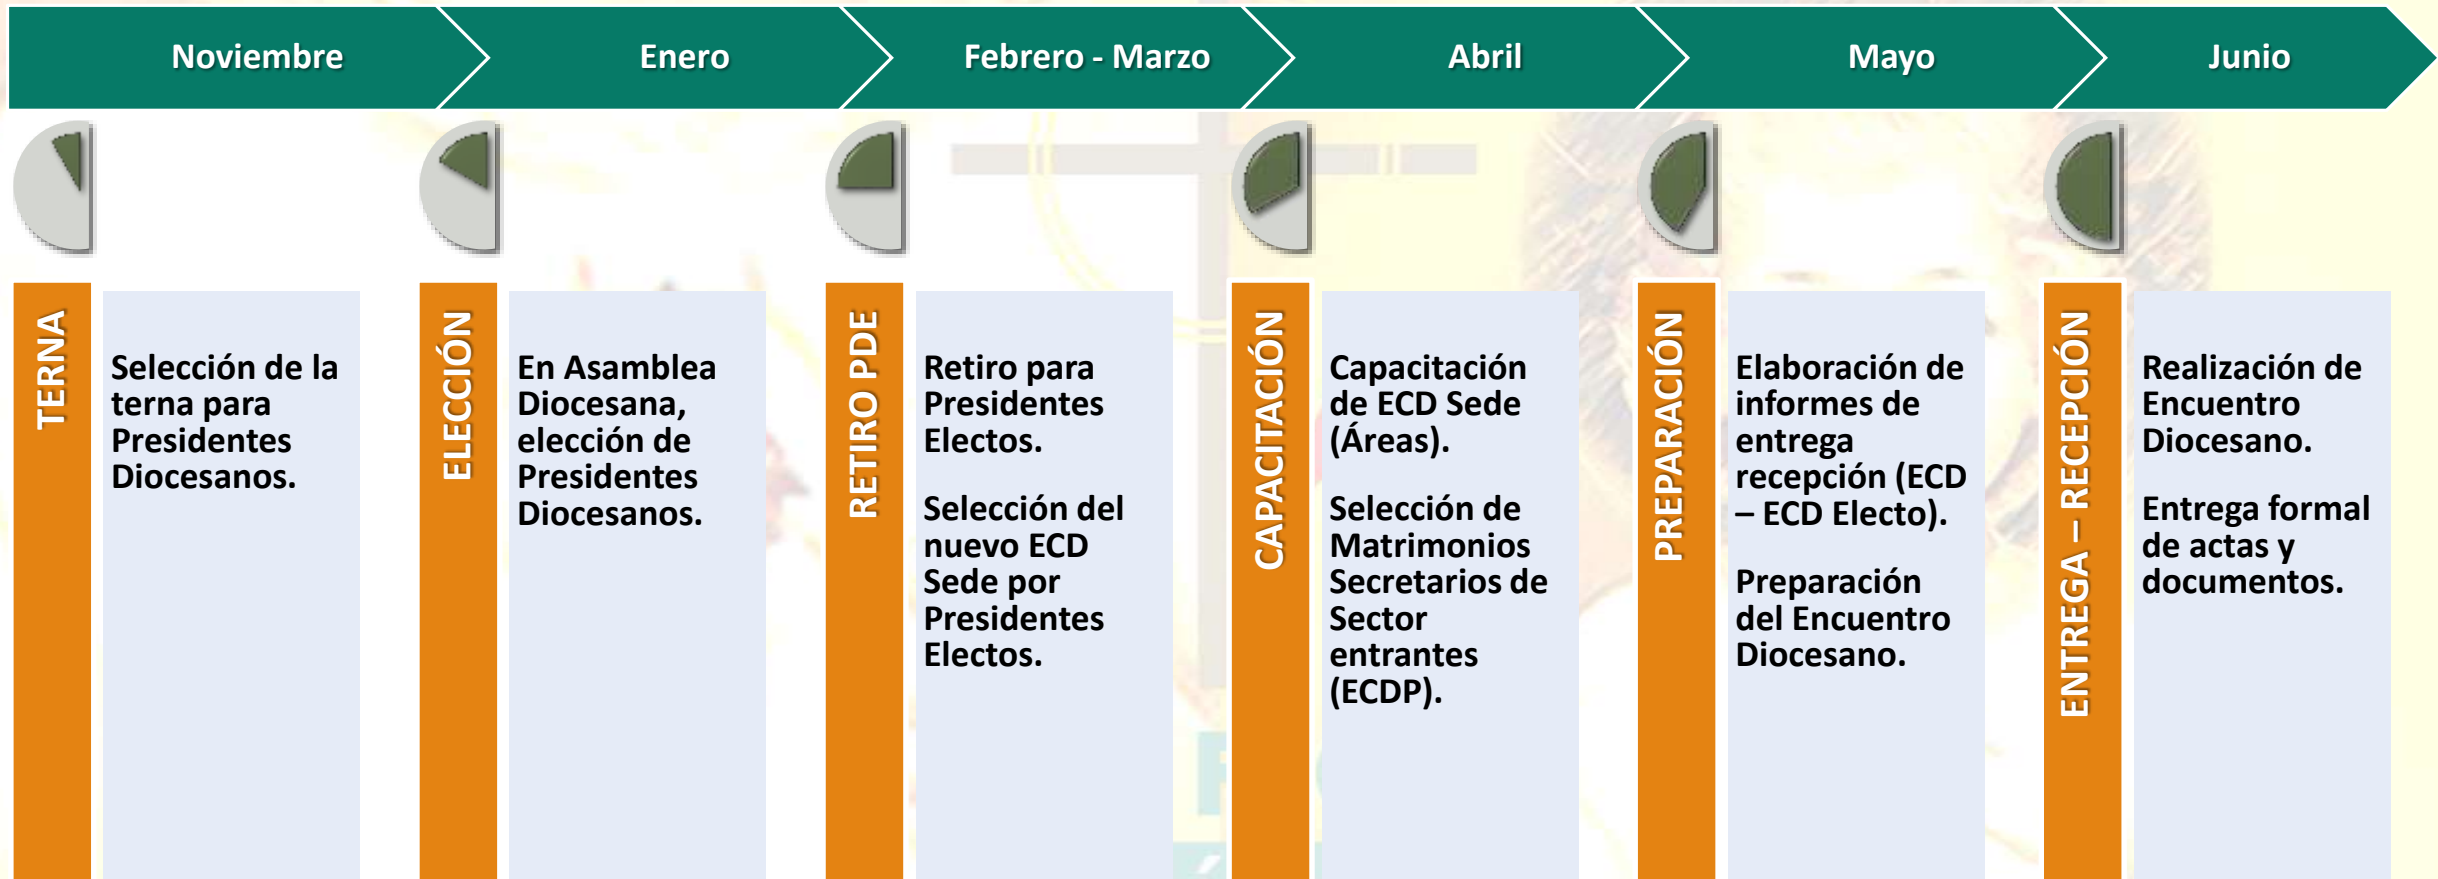 Noviembre
Enero
Febrero - Marzo
Abril
Mayo
Junio
TERNA
Selección de la
terna para
Presidentes
Diocesanos.
ELECCIÓN
En Asamblea
Diocesana,
elección de
Presidentes
Diocesanos.
RETIRO PDE
Retiro para
Presidentes
Electos.
Selección del
nuevo ECD
Sede por
Presidentes
Electos.
CAPACITACIÓN
Capacitación
de ECD Sede
(Áreas).
Selección de
Matrimonios
Secretarios de
Sector
entrantes
(ECDP).
PREPARACIÓN
Elaboración de
informes de
entrega
recepción (ECD
– ECD Electo).
Preparación
del Encuentro
Diocesano.
ENTREGA – RECEPCIÓN
Realización de
Encuentro
Diocesano.
Entrega formal
de actas y
documentos.